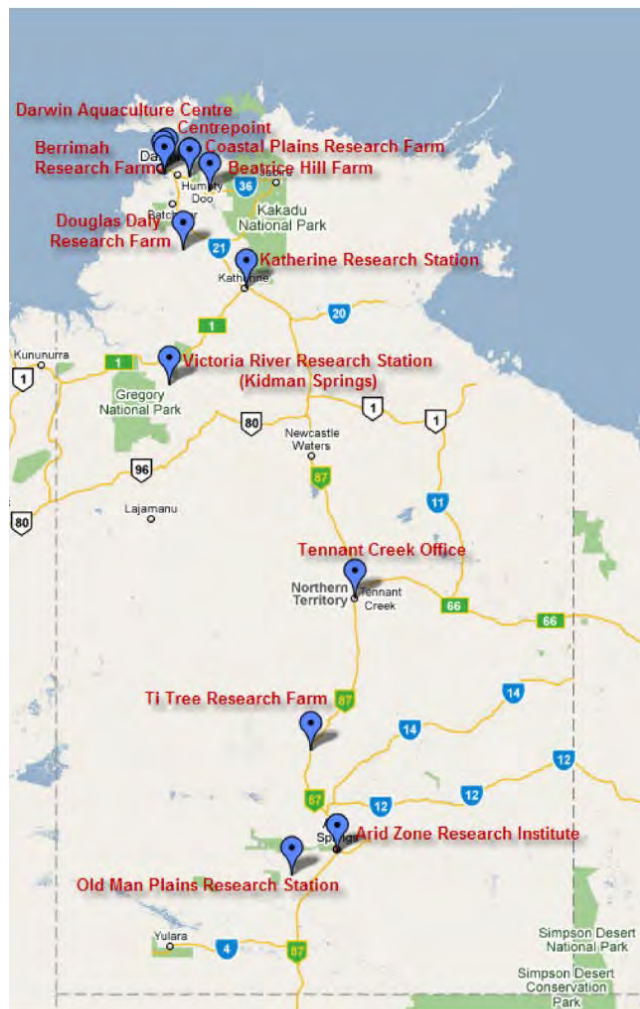 Darwin Aquaculture Centre
Centrepoint
Berrimah
Research Farm
Coastal Plains Research Farm
Beatrice Hill Farm
Humpty
Doo
36
Kakadu
National Park
Douglas Daly
Research Farm
21
Katherine Research Station
Katherine
20
1
Kununurra
1
1
Victoria River Research Station
(Kidman Springs)
Gregory
National Park
1
1
80
Newcastle
Waters
96
87
80
Lajamanu
11
Tennant Creek Office
Northern
Territory
Tennant
Creek
66
66
Ti Tree Research Farm
87
14
14
12
12
12
87
Springs
Arid Zone Research Institute
Old Man Plains Research Station
Yulara
4
87
Simpson Desert
National Park
Simpson Desert
Conservation
Park